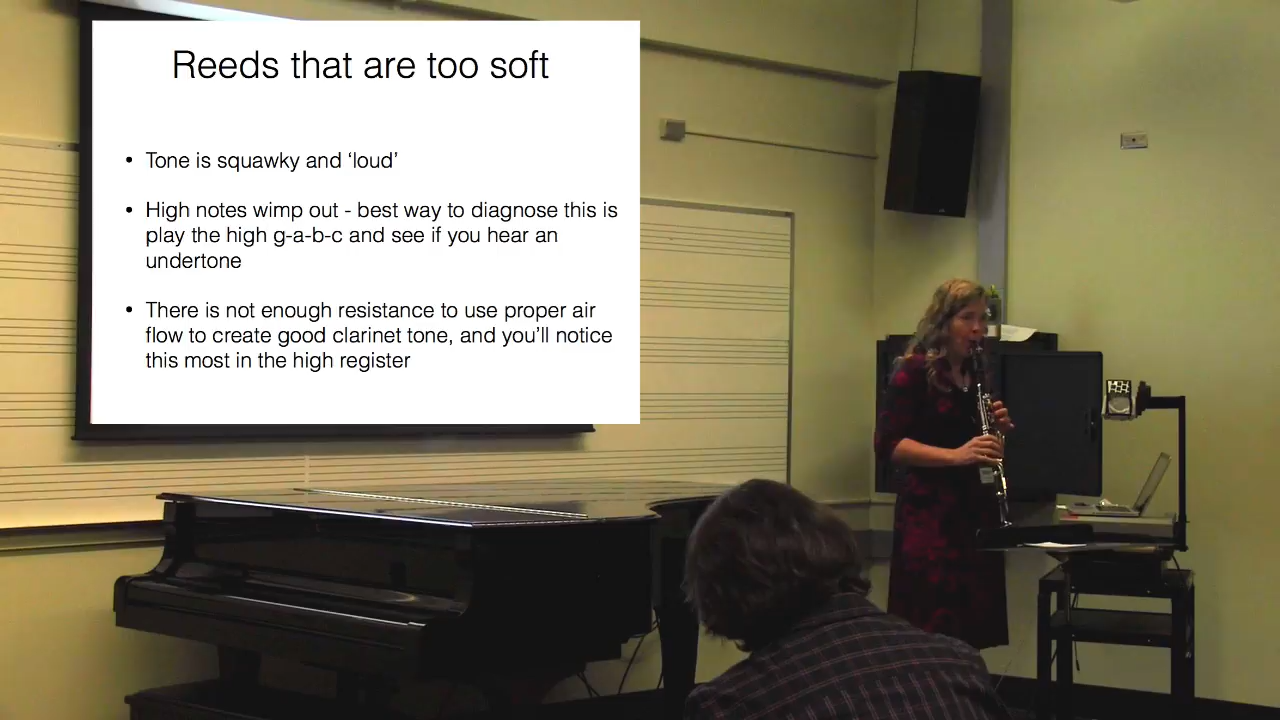 Reeds that are too soft
• Tone is squawky and ‘loud’
• High notes wimp out - best way to diagnose this is
play the high g-a-b-c and see if you hear an
undertone
• There is not enough resistance to use proper air
flow to create good clarinet tone, and you’ll notice
this most in the high register